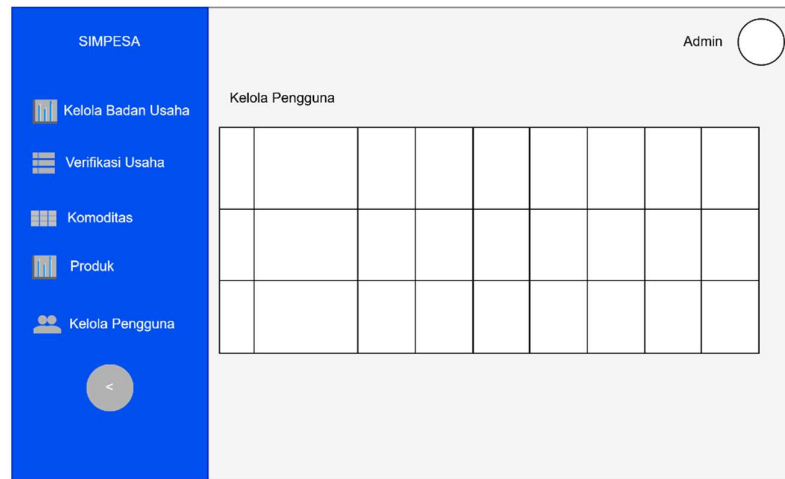 SIMPESA
Admin
Kelola Badan Usaha
Verifikasi Usaha
Komoditas
Produk
Kelola Pengguna
<
Kelola Pengguna